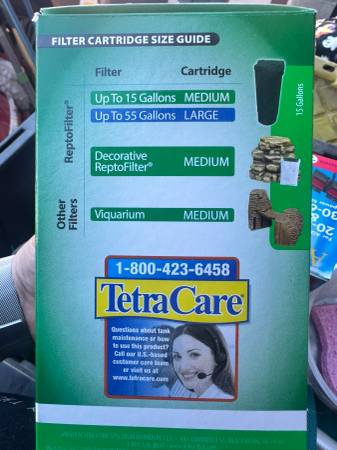 FILTER CARTRIDGE SIZE GUIDE
Filter Cartridge
ReptoFilter®
Up To 15 Gallons MEDIUM
Up To 55 Gallons LARGE
15 Gallons
Decorative
ReptoFilter® MEDIUM
Other
Filters
Viquarium MEDIUM
1-800-423-6458
TetraCare®
Questions about tank
maintenance or how
to use this product?
Call our U.S.-based
customer care team
or visit us at
www.tetracare.com